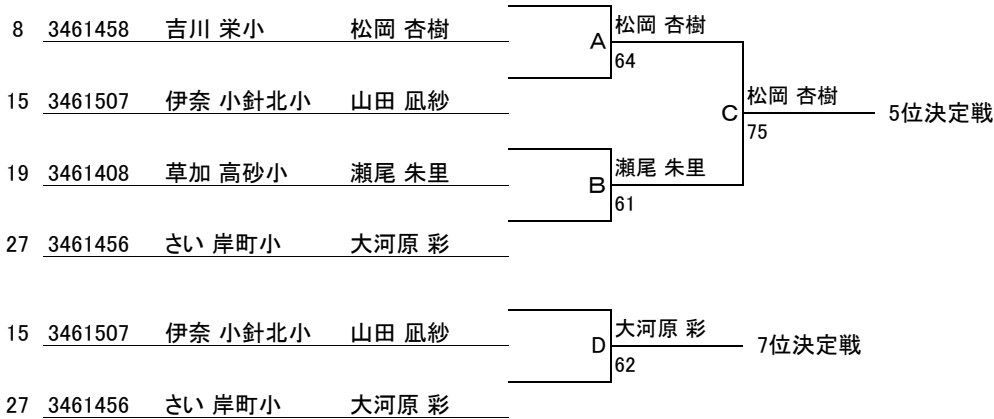 8 3461458 吉川 栄小 松岡 杏樹
A 松岡 杏樹
64
15 3461507 伊奈 小針北小 山田 凪紗
C 松岡 杏樹
75
5位決定戦
19 3461408 草加 高砂小 瀬尾 朱里
B 瀬尾 朱里
61
27 3461456 さい 岸町小 大河原 彩
15 3461507 伊奈 小針北小 山田 凪紗
D 大河原 彩
62
7位決定戦
27 3461456 さい 岸町小 大河原 彩